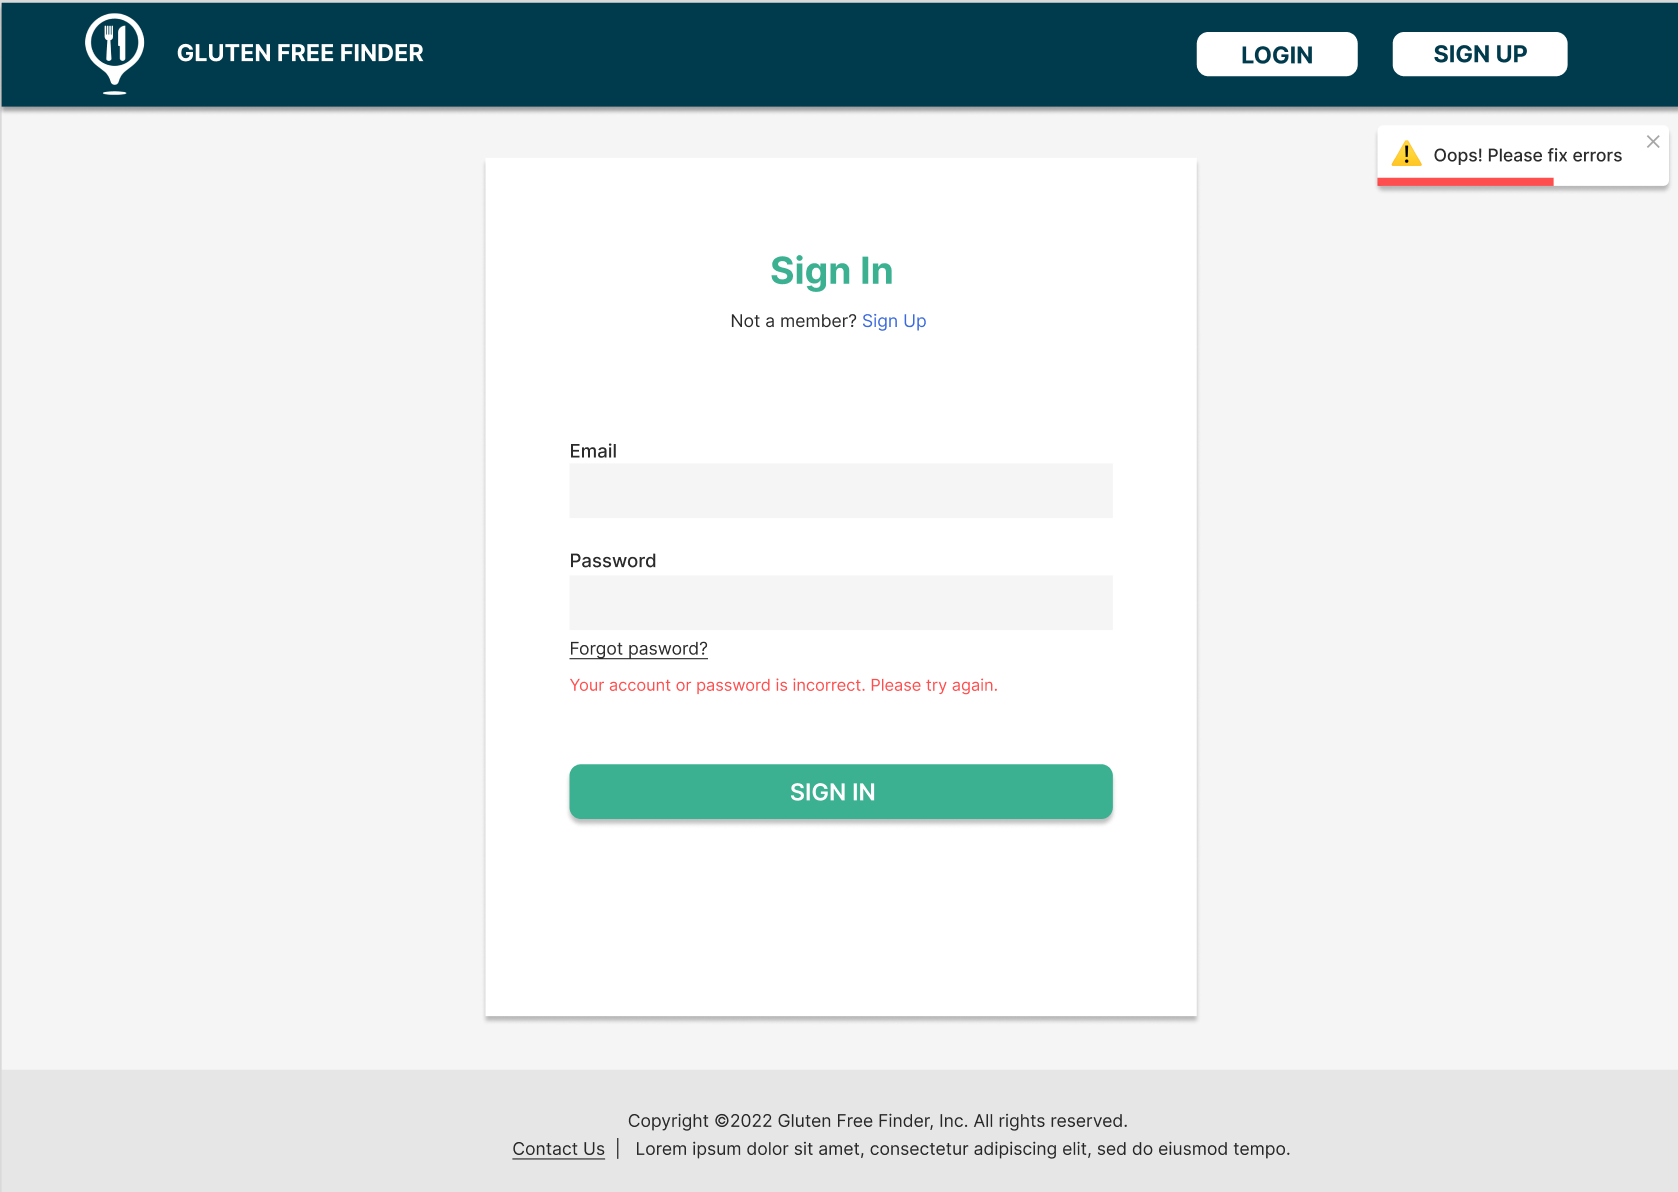 GLUTEN FREE FINDER
LOGIN
SIGN UP
Oops! Please fix errors
Sign In
Not a member? Sign Up
Email
Password
Forgot pasword?
Your account or password is incorrect. Please try again.
SIGN IN
Copyright ©2022 Gluten Free Finder, Inc. All rights reserved.
Contact Us | Lorem ipsum dolor sit amet, consectetur adipiscing elit, sed do eiusmod tempo.